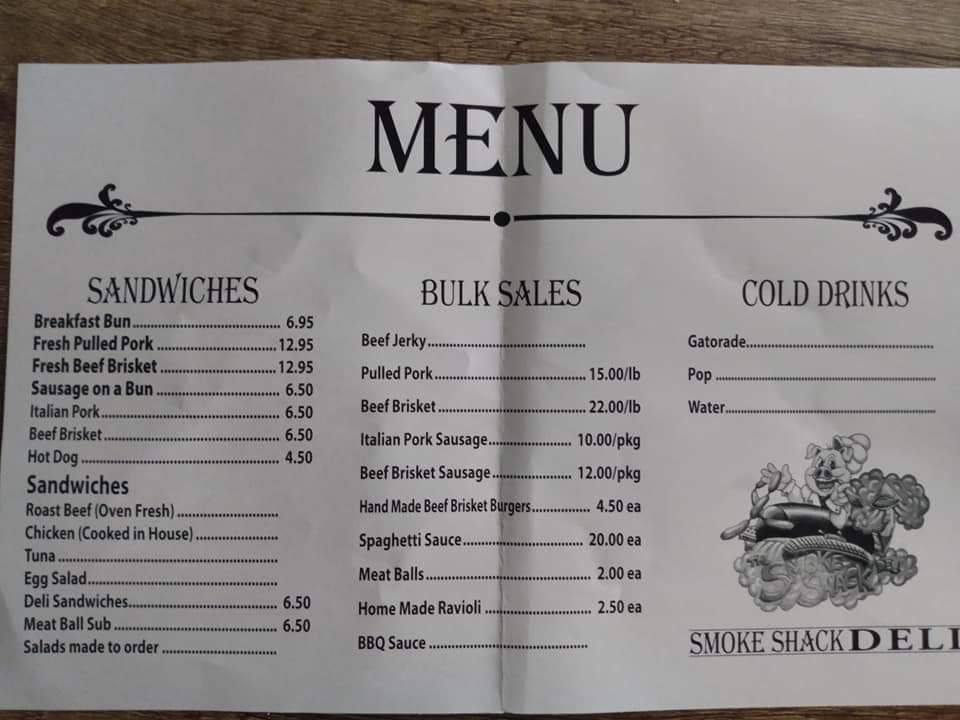 MENU
SANDWICHES
Breakfast Bun 6.95
Fresh Pulled Pork 12.95
Fresh Beef Brisket 12.95
Sausage on a Bun 6.50
Italian Pork 6.50
Beef Brisket 6.50
Hot Dog 4.50
Sandwiches
Roast Beef (Oven Fresh)
Chicken (Cooked in House)
Tuna
Egg Salad
Deli Sandwiches 6.50
Meat Ball Sub 6.50
Salads made to order
BULK SALES
Beef Jerky
Pulled Pork 15.00/lb
Beef Brisket 22.00/lb
Italian Pork Sausage 10.00/pkg
Beef Brisket Sausage 12.00/pkg
Hand Made Beef Brisket Burgers 4.50 ea
Spaghetti Sauce 20.00 ea
Meat Balls 2.00 ea
Home Made Ravioli 2.50 ea
BBQ Sauce
COLD DRINKS
Gatorade
Pop
Water
THE SMOKE SHACK DELI
SMOKE SHACK DELI